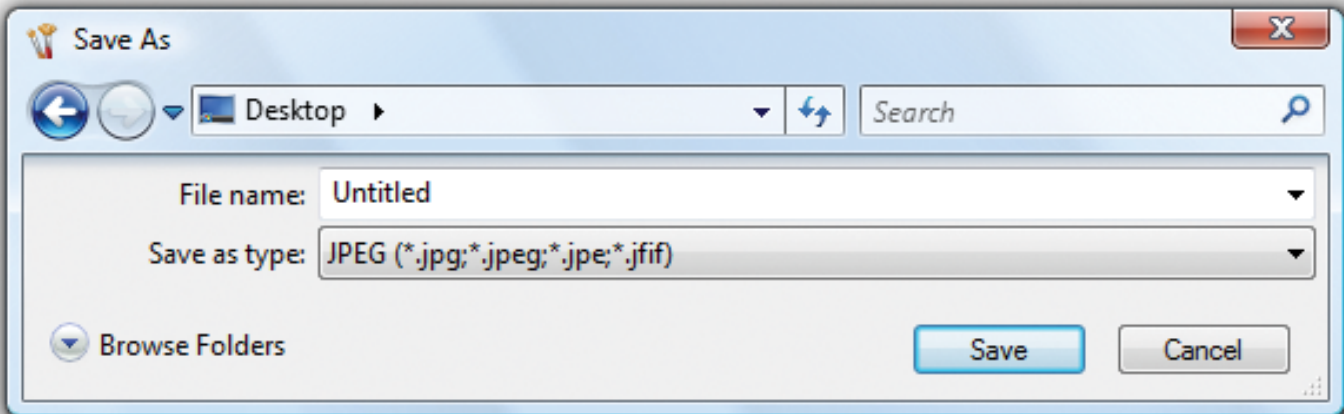 Save As
Desktop
Search
File name: Untitled
Save as type: JPEG (*.jpg;*.jpeg;*.jpe;*.jfif)
Browse Folders Save Cancel